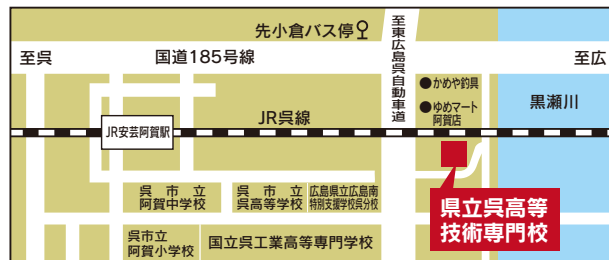 先小倉バス停
至呉
国道185号線
至東広島呉自動車道
至広
かめや釣具
ゆめマート
阿賀店
黒瀬川
JR呉線
JR安芸阿賀駅
呉市立
阿賀中学校
呉市立
呉高等学校
広島県立広島南
特別支援学校呉分校
県立呉高等
技術専門校
呉市立
阿賀小学校
国立呉工業高等専門学校